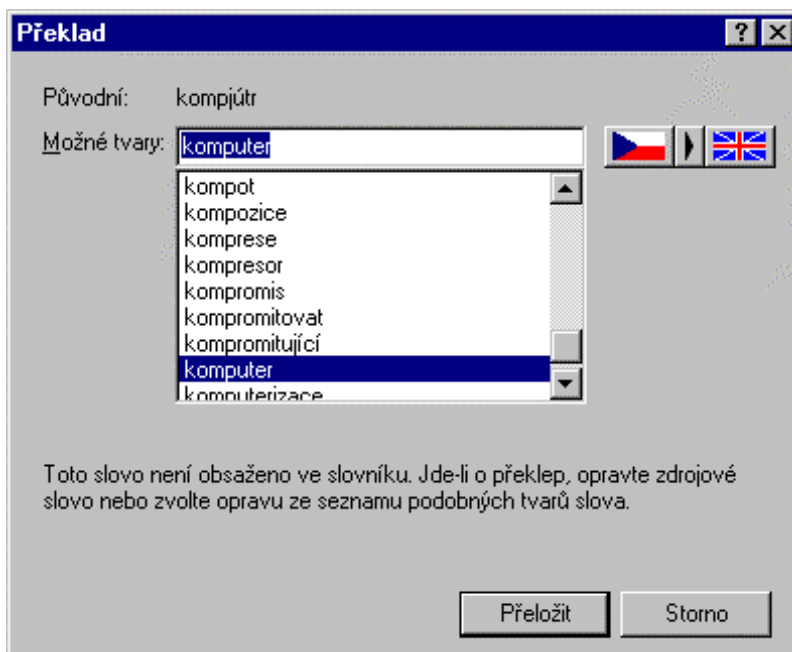 Překlad
Původní: kompjútr
Možné tvary: komputer
kompot
kompozice
komprese
kompresor
kompromis
kompromitovat
kompromitující
komputer
komputerizace
Toto slovo není obsaženo ve slovníku. Jde-li o překlep, opravte zdrojové
slovo nebo zvolte opravu ze seznamu podobných tvarů slova.
Přeložit Storno